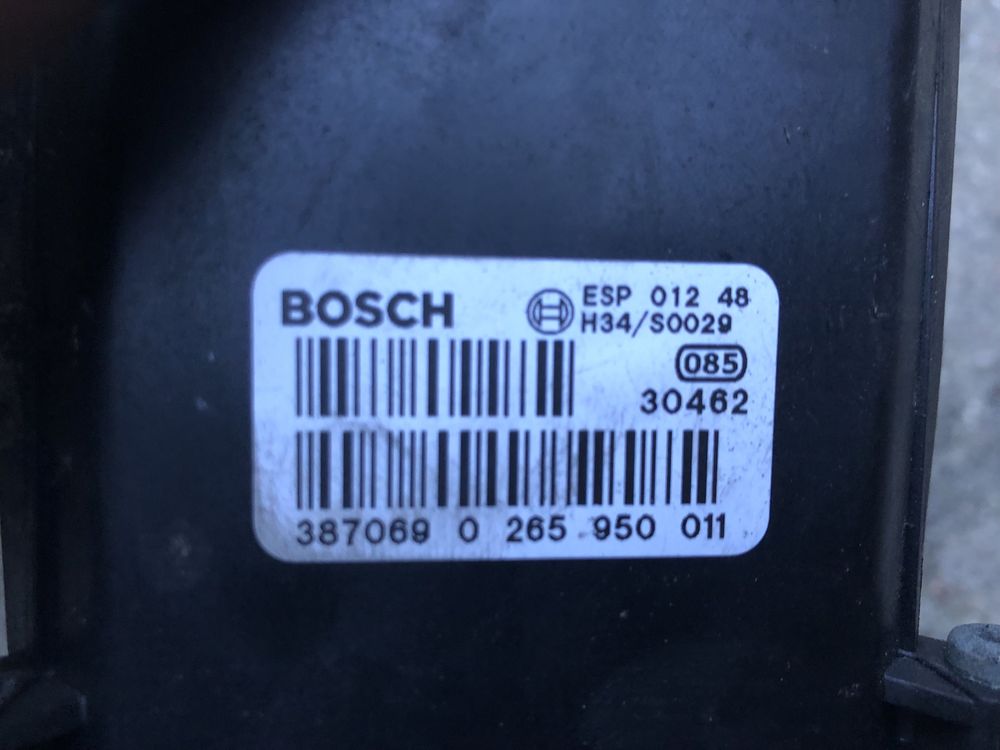 BOSCH
ESP 012 48
H34/S0029
085
30462
387069 0 265 950 011